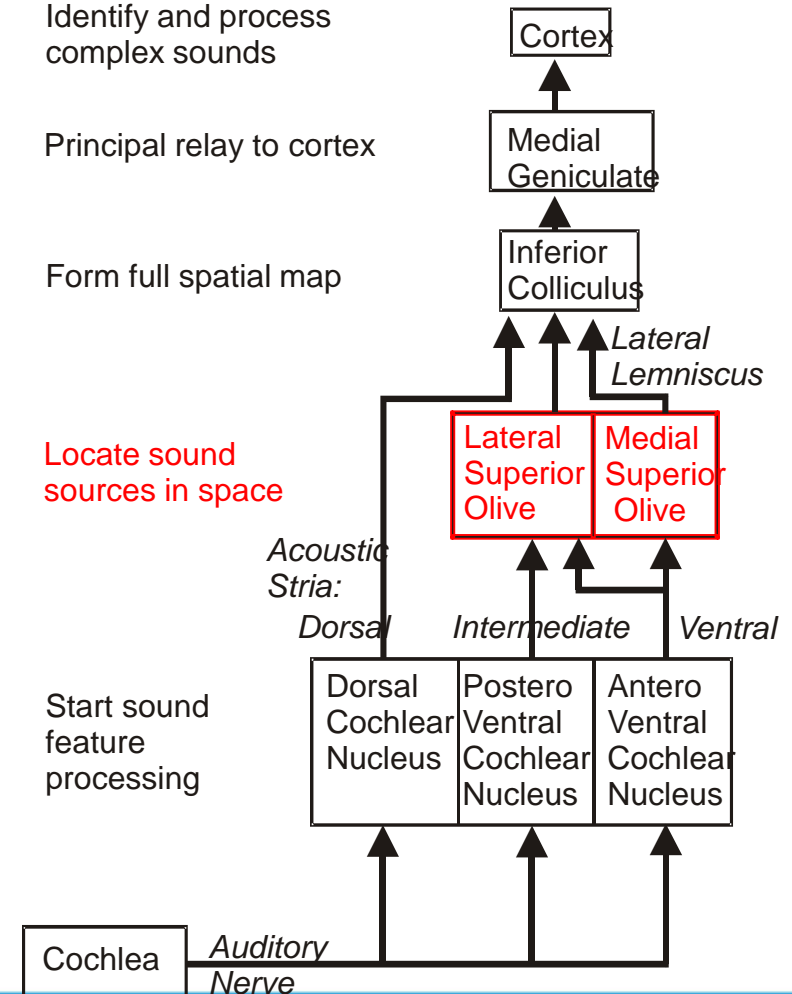 Identify and process
complex sounds
Cortex
Principal relay to cortex
Medial
Geniculate
Form full spatial map
Inferior
Colliculus
Lateral
Lemniscus
Locate sound
sources in space
Lateral
Superior
Olive
Medial
Superior
Olive
Acoustic
Stria:
Dorsal
Intermediate
Ventral
Start sound
feature
processing
Dorsal
Cochlear
Nucleus
Postero
Ventral
Cochlear
Nucleus
Antero
Ventral
Cochlear
Nucleus
Cochlea
Auditory
Nerve